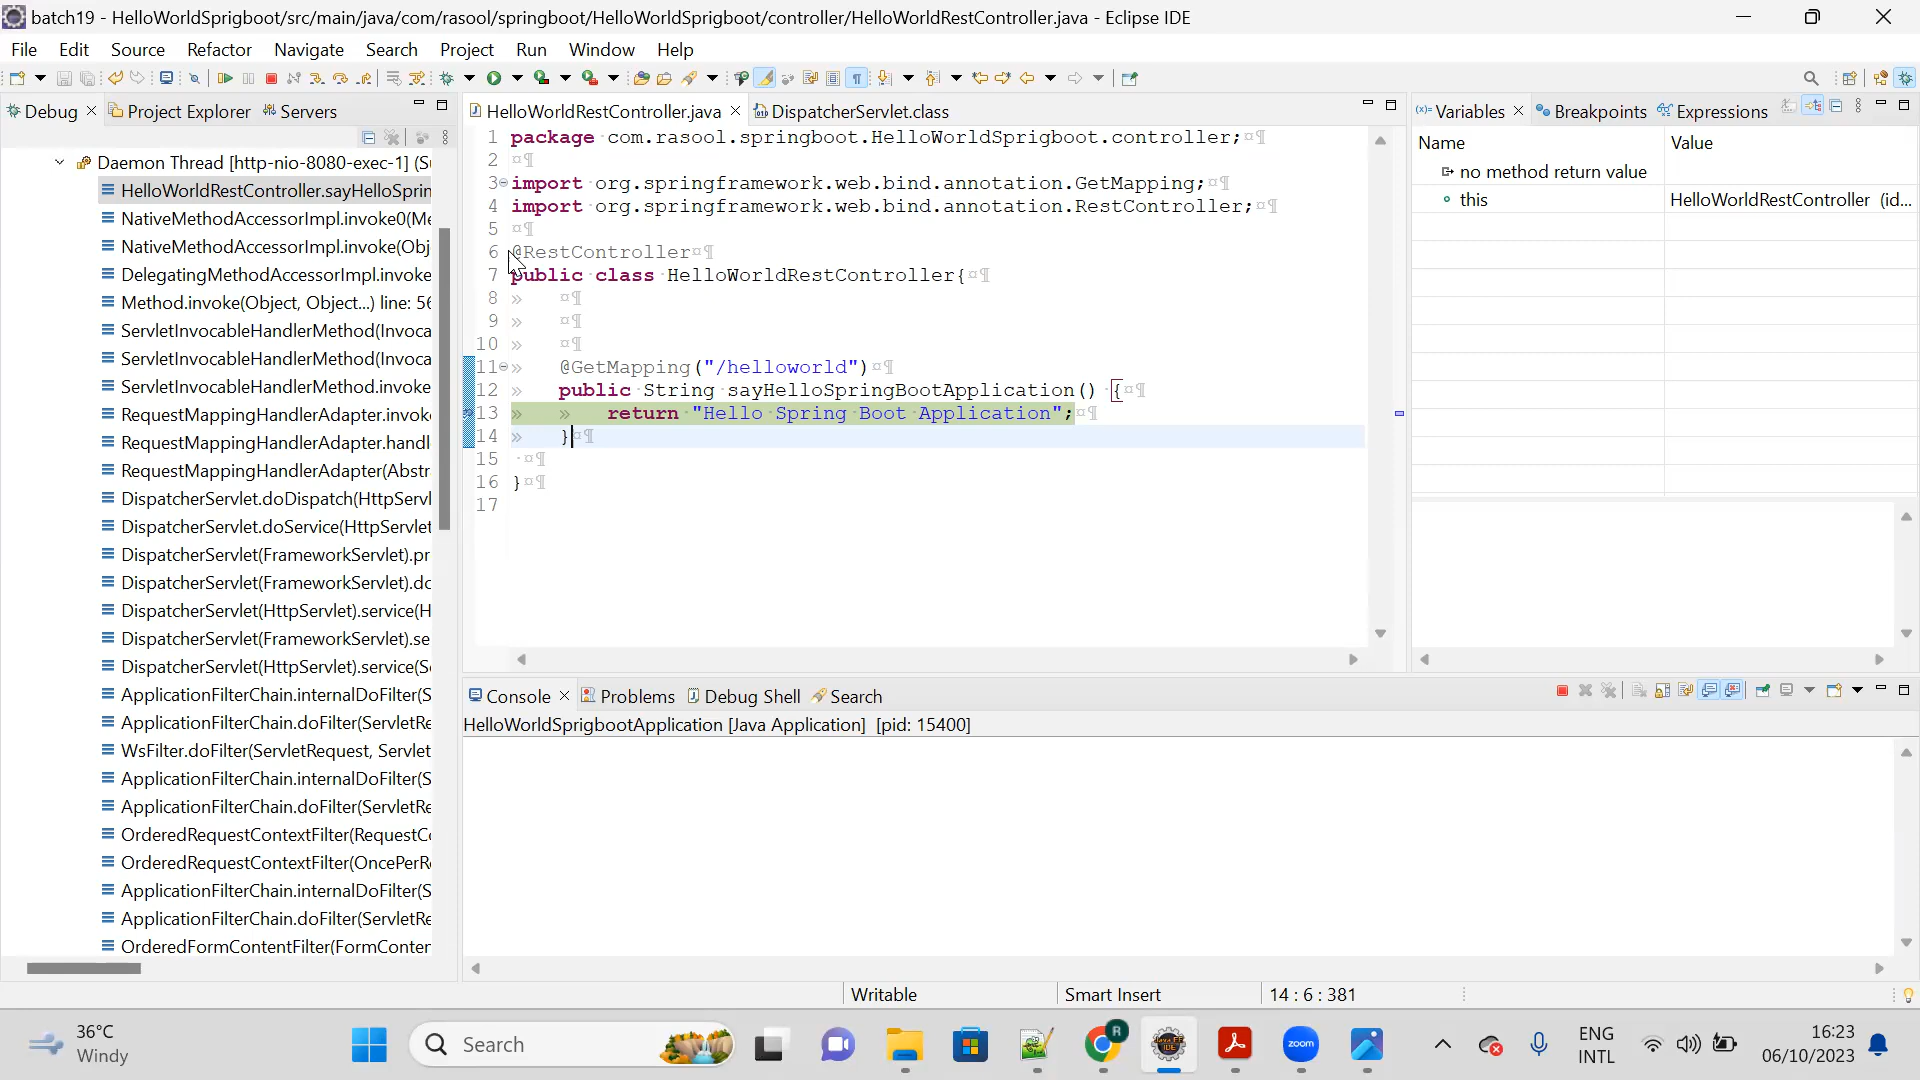 batch19 - HelloWorldSprigboot/src/main/java/com/rasool/springboot/HelloWorldSprigboot/controller/HelloWorldRestController.java - Eclipse IDE
File Edit Source Refactor Navigate Search Project Run Window Help
Debug Project Explorer Servers
HelloWorldRestController.java DispatcherServlet.class
Variables Breakpoints Expressions
Daemon Thread [http-nio-8080-exec-1] (Su
HelloWorldRestController.sayHelloSprin
NativeMethodAccessorImpl.invoke0(Me
NativeMethodAccessorImpl.invoke(Obj
DelegatingMethodAccessorImpl.invoke
Method.invoke(Object, Object...) line: 56
ServletInvocableHandlerMethod(Invoca
ServletInvocableHandlerMethod(Invoca
ServletInvocableHandlerMethod.invoke
RequestMappingHandlerAdapter.invok
RequestMappingHandlerAdapter.handl
RequestMappingHandlerAdapter(Abstr
DispatcherServlet.doDispatch(HttpServl
DispatcherServlet.doService(HttpServlet
DispatcherServlet(FrameworkServlet).pr
DispatcherServlet(FrameworkServlet).do
DispatcherServlet(HttpServlet).service(H
DispatcherServlet(FrameworkServlet).se
DispatcherServlet(HttpServlet).service(S
ApplicationFilterChain.internalDoFilter(S
ApplicationFilterChain.doFilter(ServletRe
WsFilter.doFilter(ServletRequest, Servlet
ApplicationFilterChain.internalDoFilter(S
ApplicationFilterChain.doFilter(ServletRe
OrderedRequestContextFilter(RequestCo
OrderedRequestContextFilter(OncePerR
ApplicationFilterChain.internalDoFilter(S
ApplicationFilterChain.doFilter(ServletRe
OrderedFormContentFilter(FormConten
1 package com.rasool.springboot.HelloWorldSprigboot.controller;
2
3 import org.springframework.web.bind.annotation.GetMapping;
4 import org.springframework.web.bind.annotation.RestController;
5
6 @RestController
7 public class HelloWorldRestController{
8
9
10
11 @GetMapping("/helloworld")
12 public String sayHelloSpringBootApplication() {
13 return "Hello Spring Boot Application";
14 }
15
16 }
17
Name Value
no method return value
this HelloWorldRestController (id...
Console Problems Debug Shell Search
HelloWorldSprigbootApplication [Java Application] [pid: 15400]
Writable Smart Insert 14 : 6 : 381
36°C
Windy
Search
R
Java EE
IDE
zoom
ENG
INTL
16:23
06/10/2023